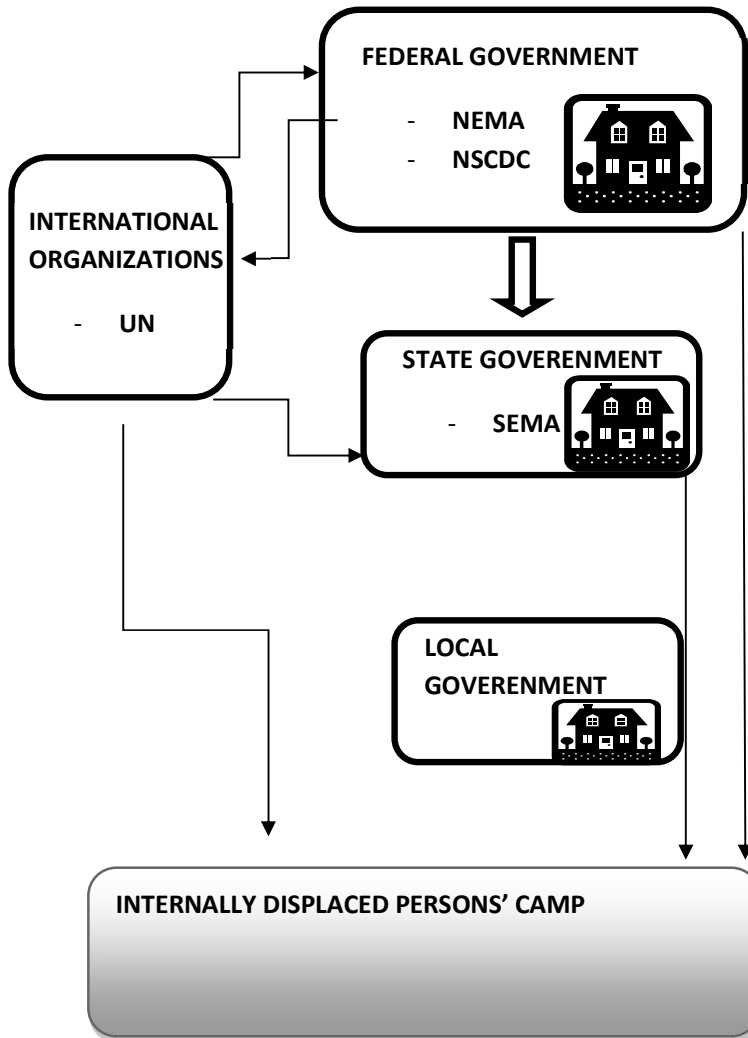 FEDERAL GOVERNMENT
- NEMA
- NSCDC
INTERNATIONAL
ORGANIZATIONS
- UN
STATE GOVERENMENT
- SEMA
LOCAL
GOVERENMENT
INTERNALLY DISPLACED PERSONS’ CAMP